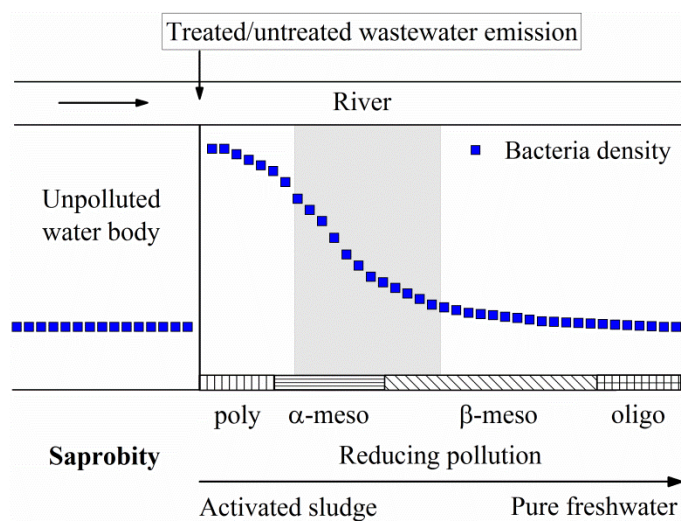 Treated/untreated wastewater emission
River
Bacteria density
Unpolluted
water body
poly
α-meso
β-meso
oligo
Saprobity
Reducing pollution
Activated sludge
Pure freshwater